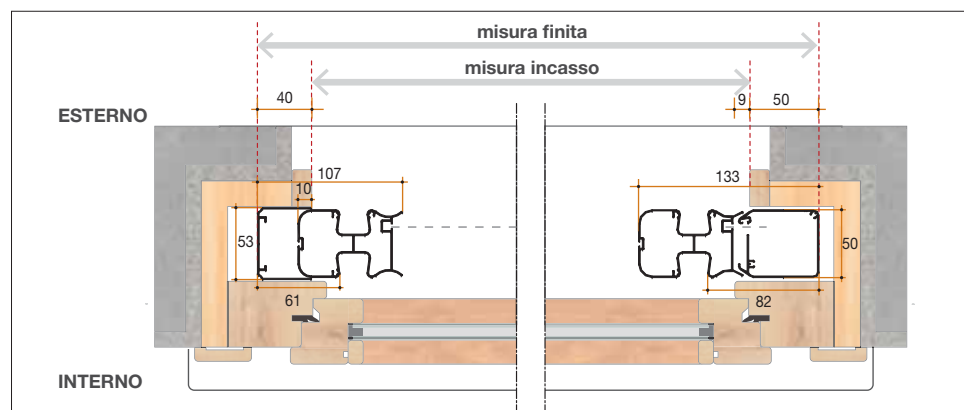 misura finita
misura incasso
40
9 50
ESTERNO
107
133
10
53
50
61
82
INTERNO